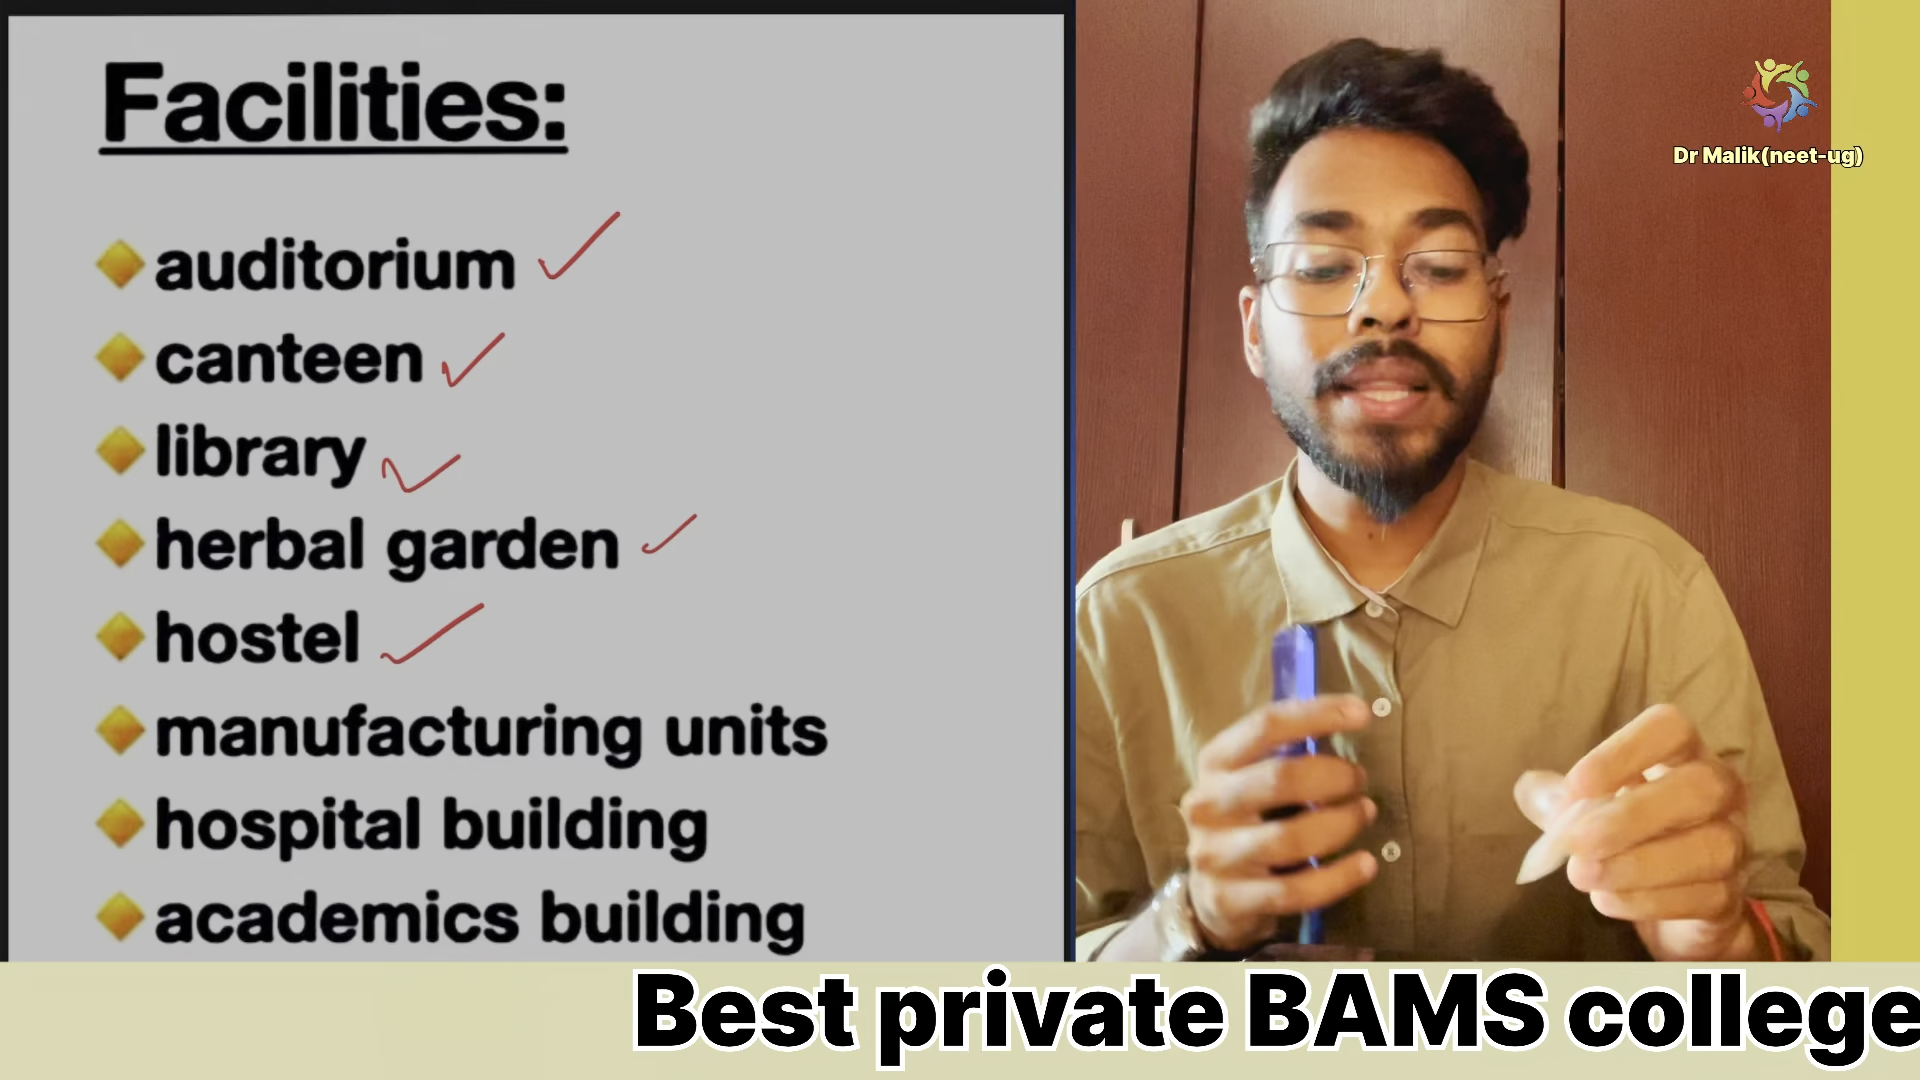 Facilities:
auditorium
canteen
library
herbal garden
hostel
manufacturing units
hospital building
academics building
Dr Malik(neet-ug)
Best private BAMS college